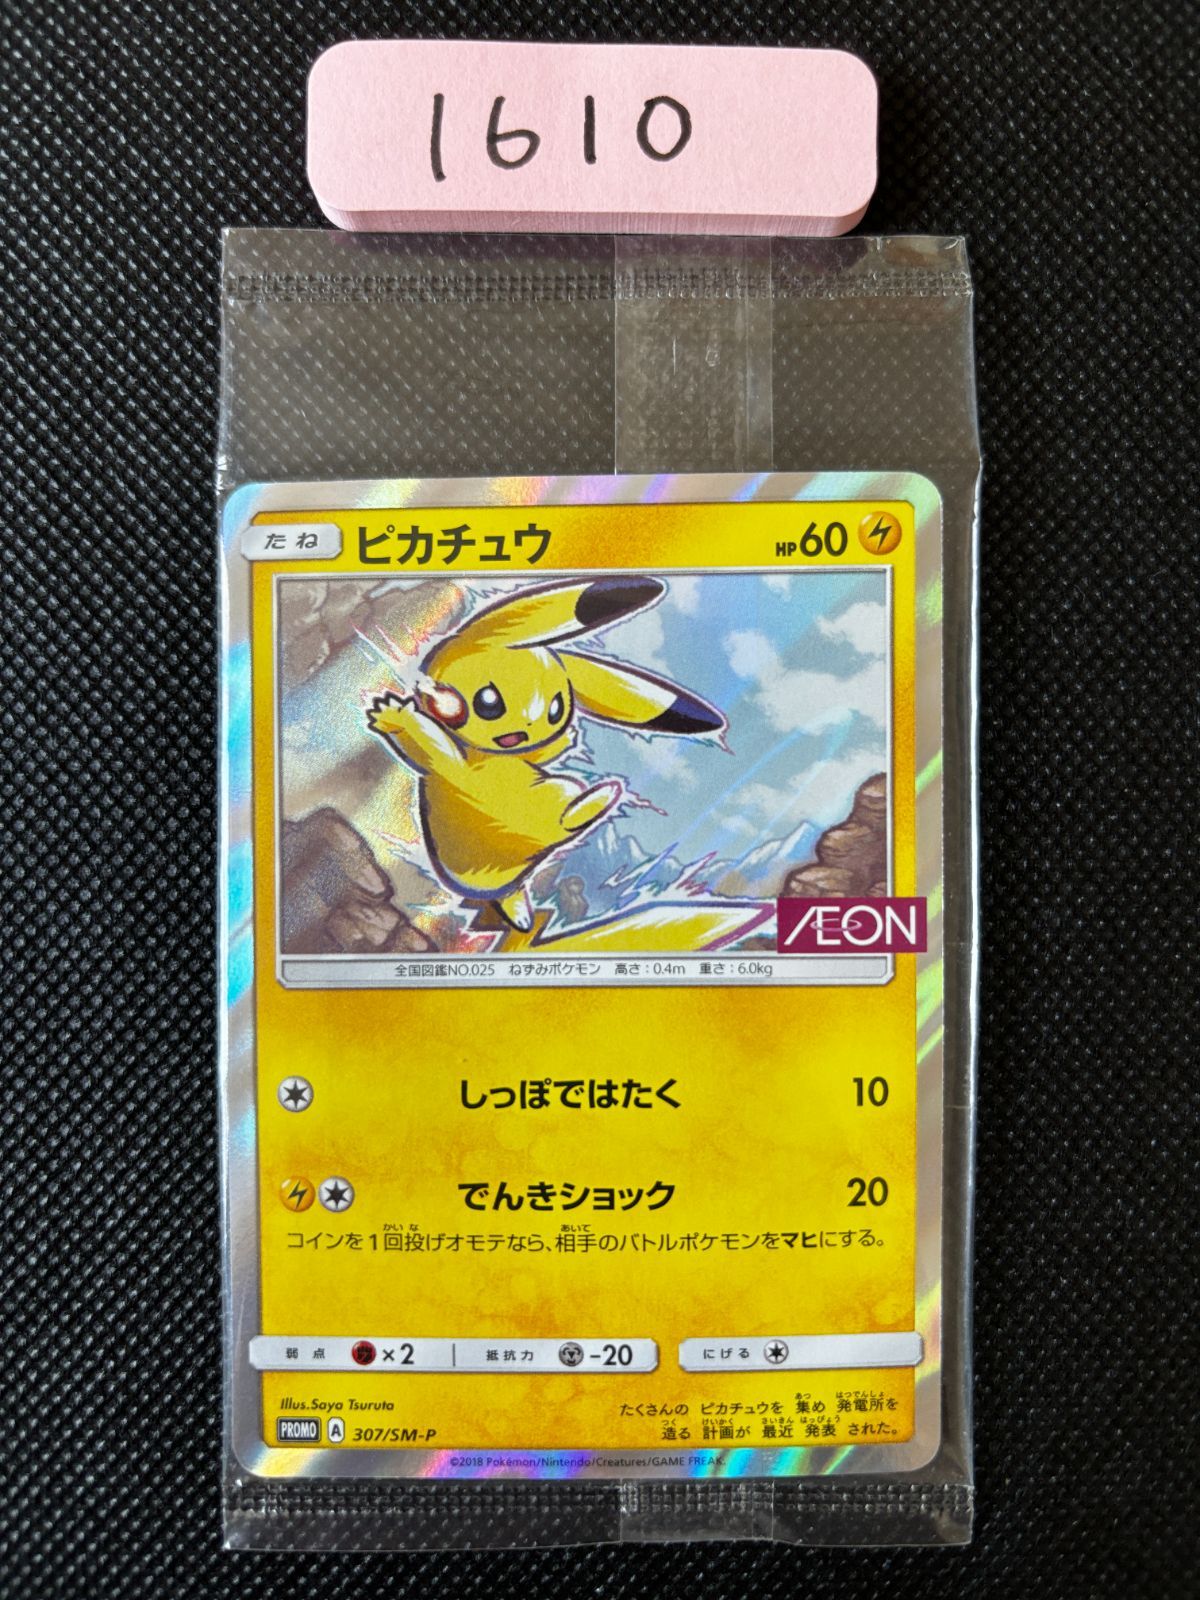 1610
たね ピカチュウ HP60
ÆON
全国図鑑NO.025 ねずみポケモン 高さ:0.4m 重さ:6.0kg
しっぽではたく 10
でんきショック 20
コインを1回投げオモテなら、相手のバトルポケモンをマヒにする。
弱点 ×2 抵抗力 -20 にげる
Illus.Saya Tsuruta
PROMO A 307/SM-P
たくさんの ピカチュウを 集め 発電所を
造る 計画が 最近 発表 された。
©2018 Pokémon/Nintendo/Creatures/GAME FREAK.